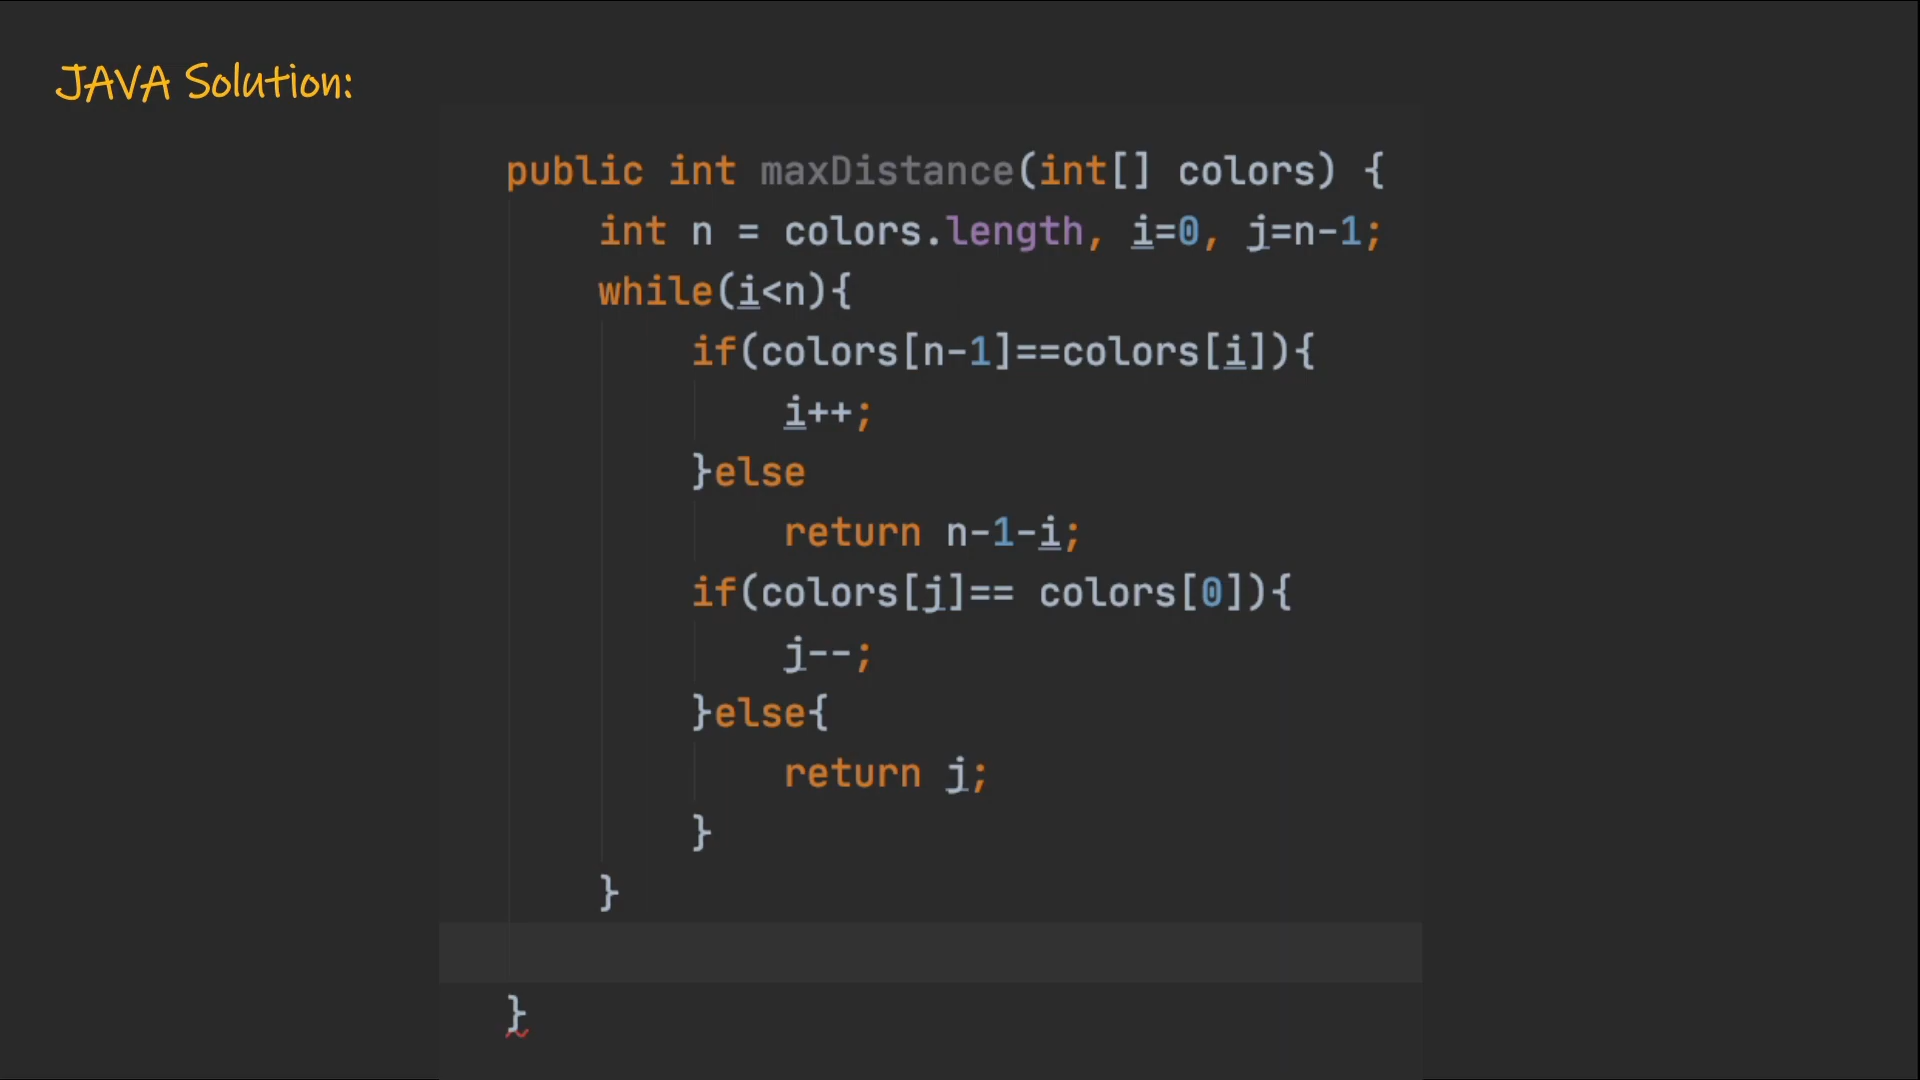 JAVA Solution:
public int maxDistance(int[] colors) {
int n = colors.length, i=0, j=n-1;
while(i<n){
if(colors[n-1]==colors[i]){
i++;
}else
return n-1-i;
if(colors[j]== colors[0]){
j--;
}else{
return j;
}
}
}